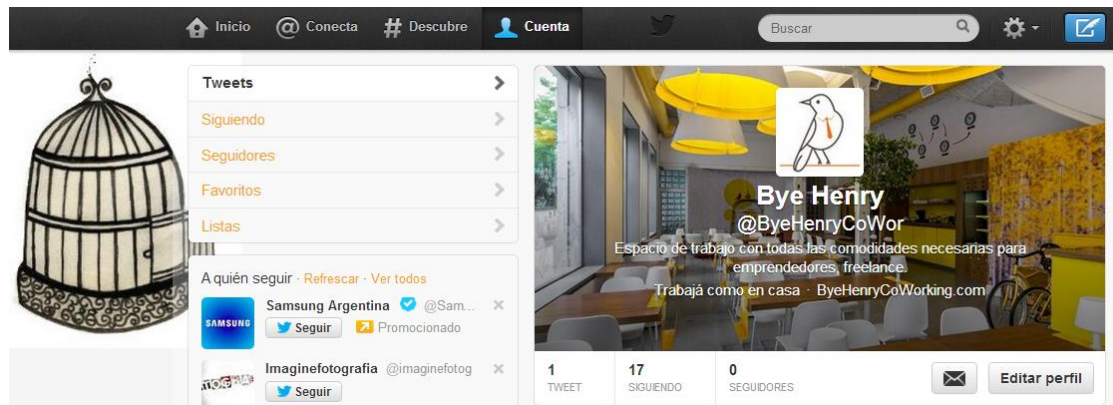 Inicio
Conecta
Descubre
Cuenta
Buscar
Tweets
Siguiendo
Seguidores
Favoritos
Listas
A quién seguir · Refrescar · Ver todos
SAMSUNG
Samsung Argentina @Sam...
Seguir
Promocionado
Imaginefotografia @imaginefotog
Seguir
Bye Henry
@ByeHenryCoWor
Espacio de trabajo con todas las comodidades necesarias para
emprendedores, freelance.
Trabajá como en casa · ByeHenryCoWorking.com
1
TWEET
17
SIGUIENDO
0
SEGUIDORES
Editar perfil